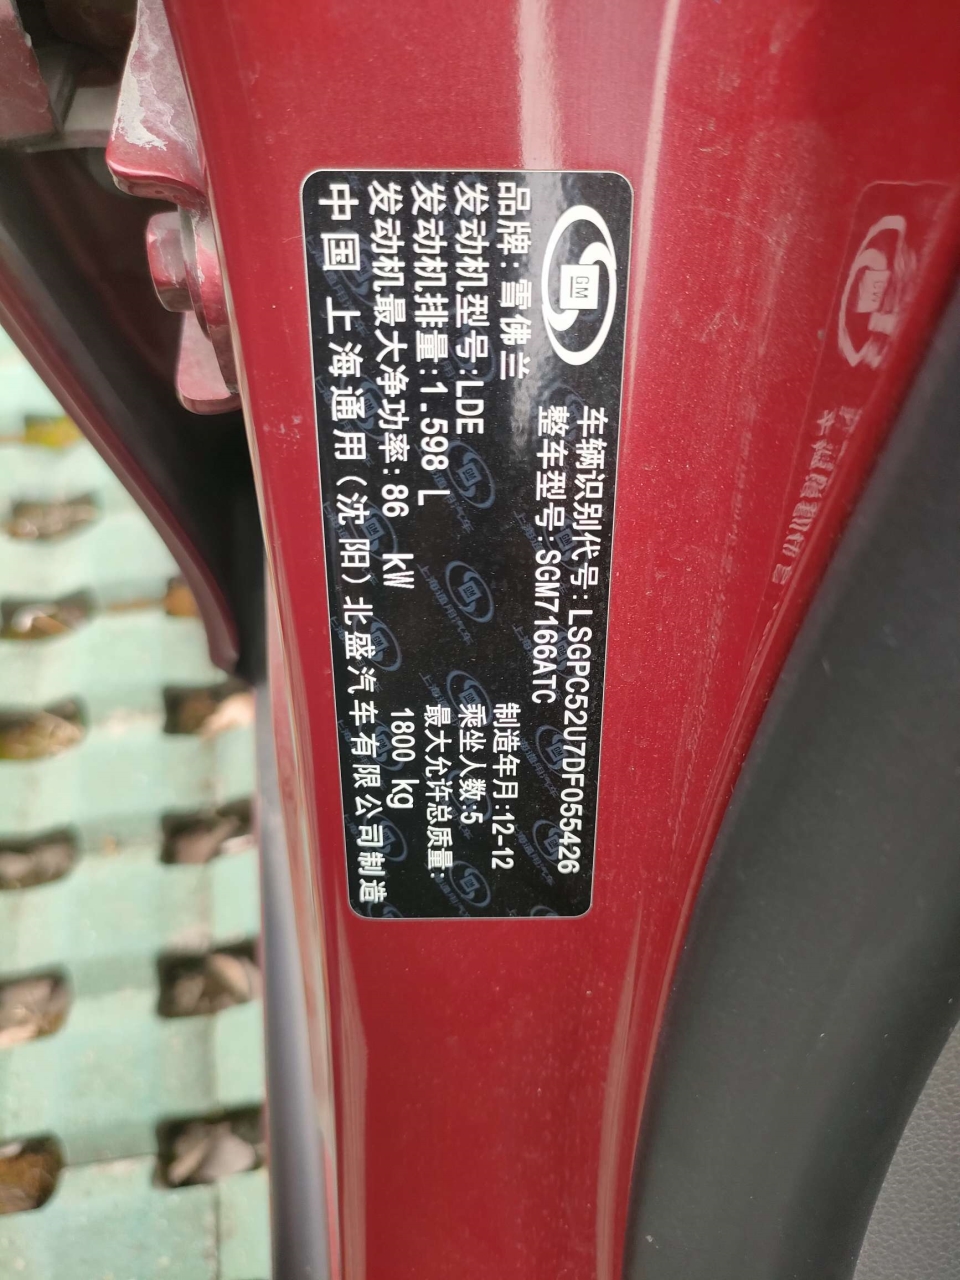 GM
车辆识别代号:LSGPC52U7DF055426
整车型号:SGM7166ATC
品牌:雪佛兰
制造年月:12-12
发动机型号:LDE
乘坐人数:5
发动机排量:1.598 L
最大允许总质量:
发动机最大净功率:86 kW
1800 kg
中国 上海通用(沈阳)北盛汽车有限公司制造